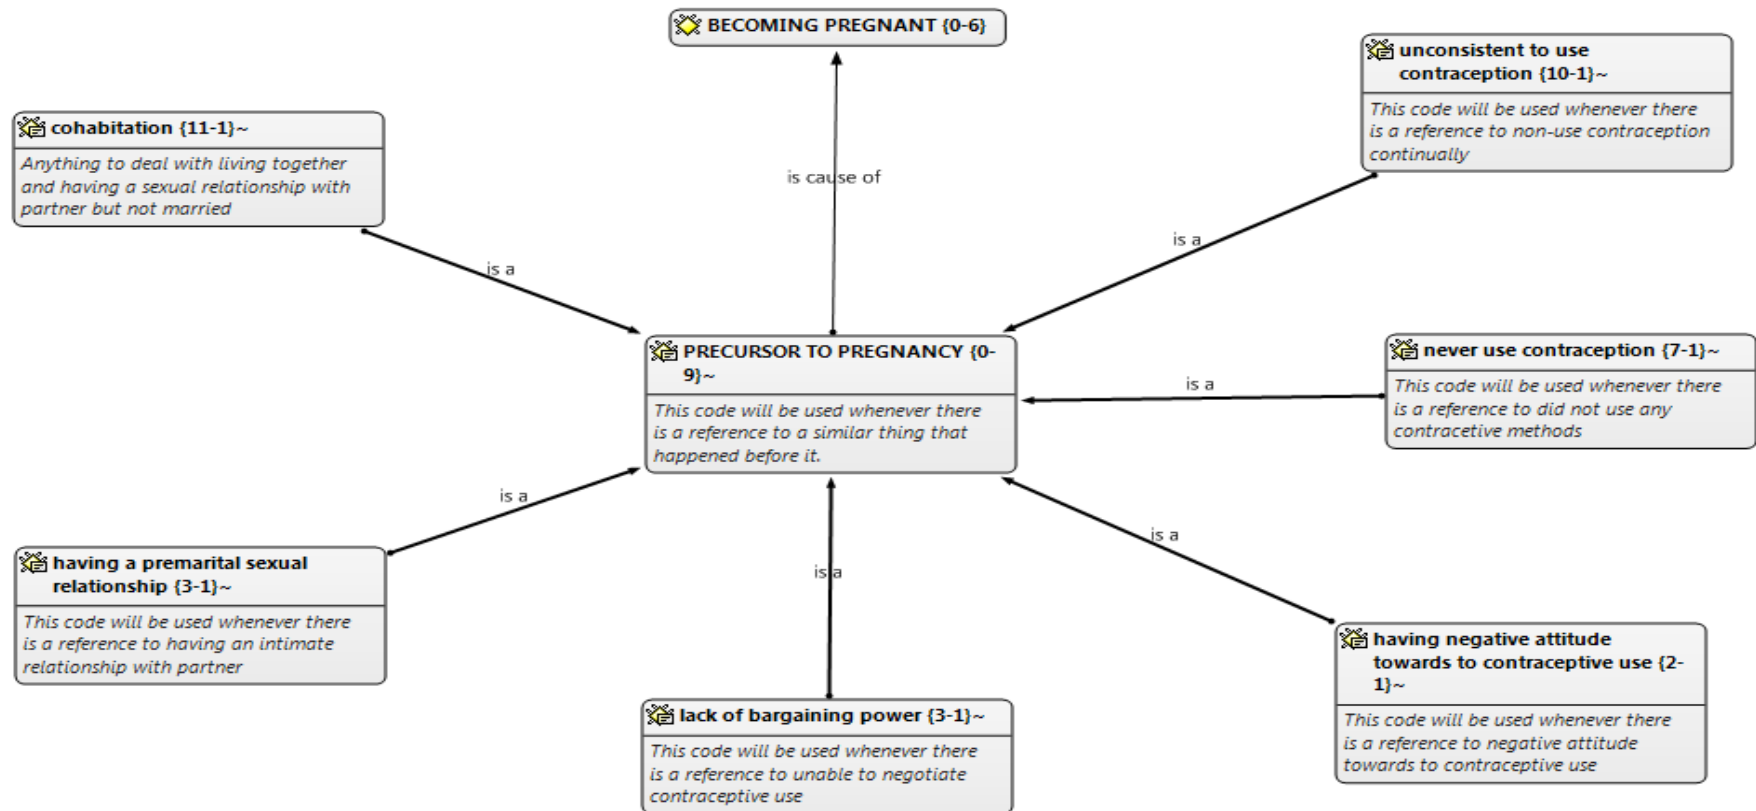 BECOMING PREGNANT {0-6}
unconsistent to use
contraception {10-1}~
This code will be used whenever there
is a reference to non-use contraception
continually
cohabitation {11-1}~
Anything to deal with living together
and having a sexual relationship with
partner but not married
is cause of
is a
is a
PRECURSOR TO PREGNANCY {0-
9}~
This code will be used whenever there
is a reference to a similar thing that
happened before it.
is a
never use contraception {7-1}~
This code will be used whenever there
is a reference to did not use any
contracetive methods
is a
is a
is a
having a premarital sexual
relationship {3-1}~
This code will be used whenever there
is a reference to having an intimate
relationship with partner
lack of bargaining power {3-1}~
This code will be used whenever there
is a reference to unable to negotiate
contraceptive use
having negative attitude
towards to contraceptive use {2-
1}~
This code will be used whenever there
is a reference to negative attitude
towards to contraceptive use